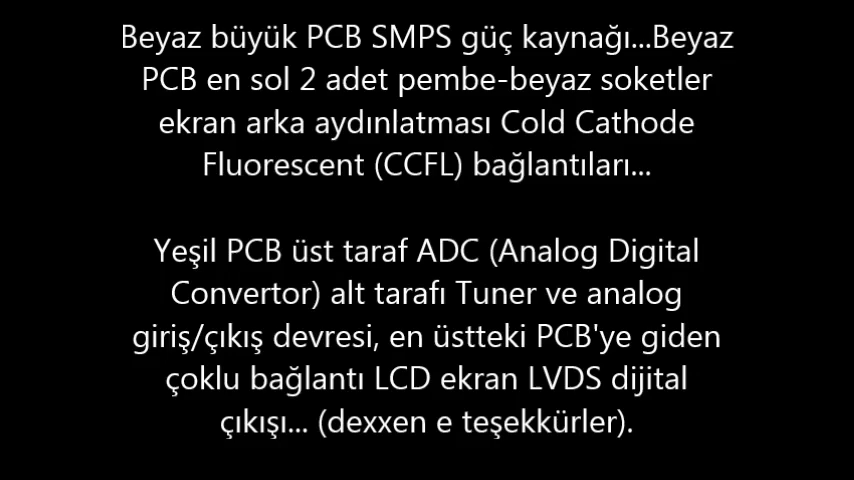 Beyaz büyük PCB SMPS güç kaynağı...Beyaz
PCB en sol 2 adet pembe-beyaz soketler
ekran arka aydınlatması Cold Cathode
Fluorescent (CCFL) bağlantıları...
Yeşil PCB üst taraf ADC (Analog Digital
Convertor) alt tarafı Tuner ve analog
giriş/çıkış devresi, en üstteki PCB'ye giden
çoklu bağlantı LCD ekran LVDS dijital
çıkışı... (dexxen e teşekkürler).